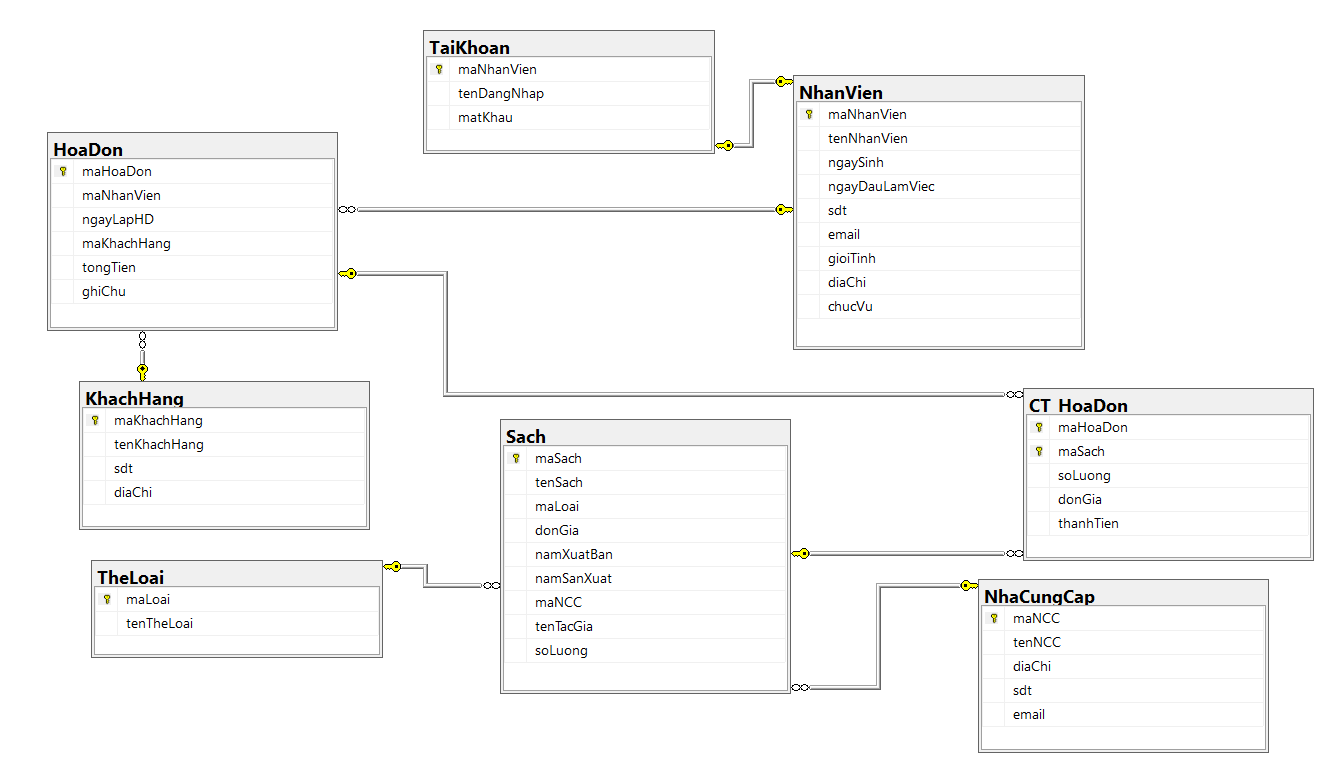 TaiKhoan
maNhanVien
tenDangNhap
matKhau
NhanVien
maNhanVien
tenNhanVien
ngaySinh
ngayDauLamViec
sdt
email
gioiTinh
diaChi
chucVu
HoaDon
maHoaDon
maNhanVien
ngayLapHD
maKhachHang
tongTien
ghiChu
KhachHang
maKhachHang
tenKhachHang
sdt
diaChi
Sach
maSach
tenSach
maLoai
donGia
namXuatBan
namSanXuat
maNCC
tenTacGia
soLuong
CT_HoaDon
maHoaDon
maSach
soLuong
donGia
thanhTien
TheLoai
maLoai
tenTheLoai
NhaCungCap
maNCC
tenNCC
diaChi
sdt
email